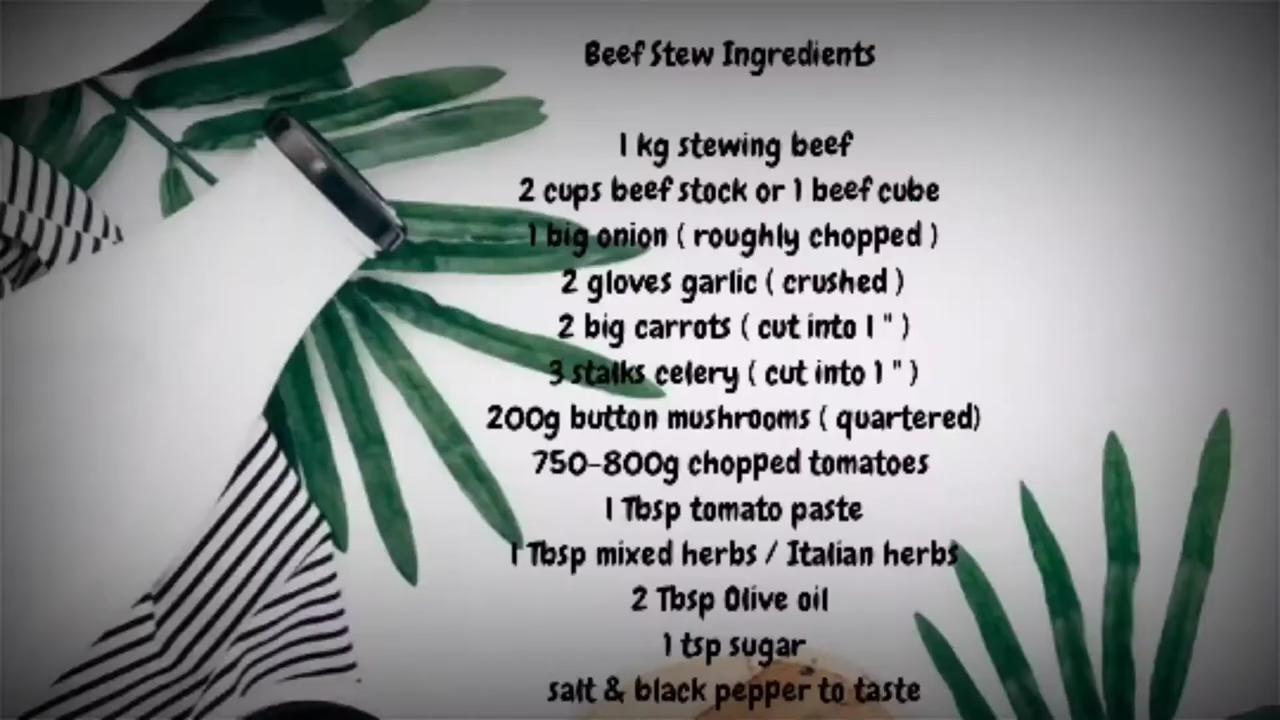 Beef Stew Ingredients
1 kg stewing beef
2 cups beef stock or 1 beef cube
1 big onion ( roughly chopped )
2 gloves garlic ( crushed )
2 big carrots ( cut into 1 " )
3 stalks celery ( cut into 1 " )
200g button mushrooms ( quartered)
750-800g chopped tomatoes
1 Tbsp tomato paste
1 Tbsp mixed herbs / Italian herbs
2 Tbsp Olive oil
1 tsp sugar
salt & black pepper to taste